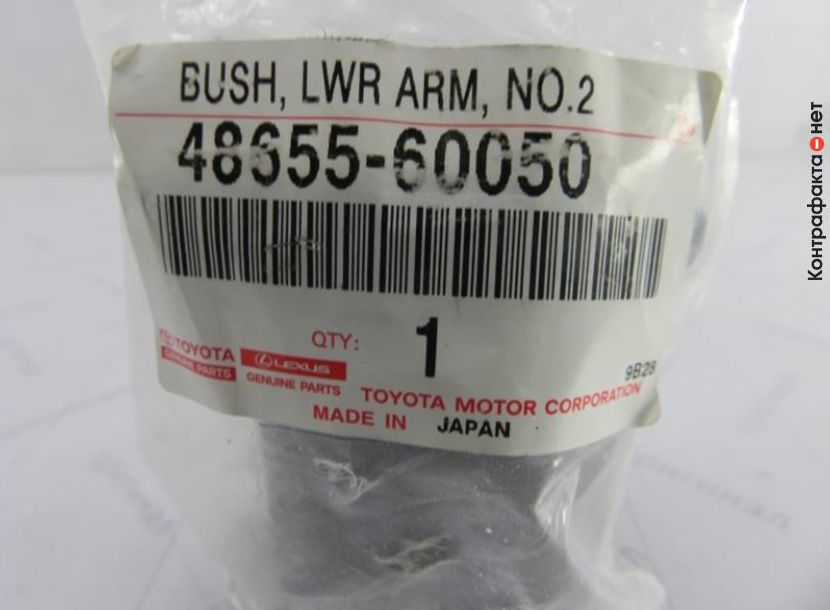 BUSH, LWR ARM, NO.2
48655-60050
QTY: 1
TOYOTA
GENUINE PARTS
LEXUS
GENUINE PARTS
9B28
TOYOTA MOTOR CORPORATION
MADE IN JAPAN
Контрафакта нет